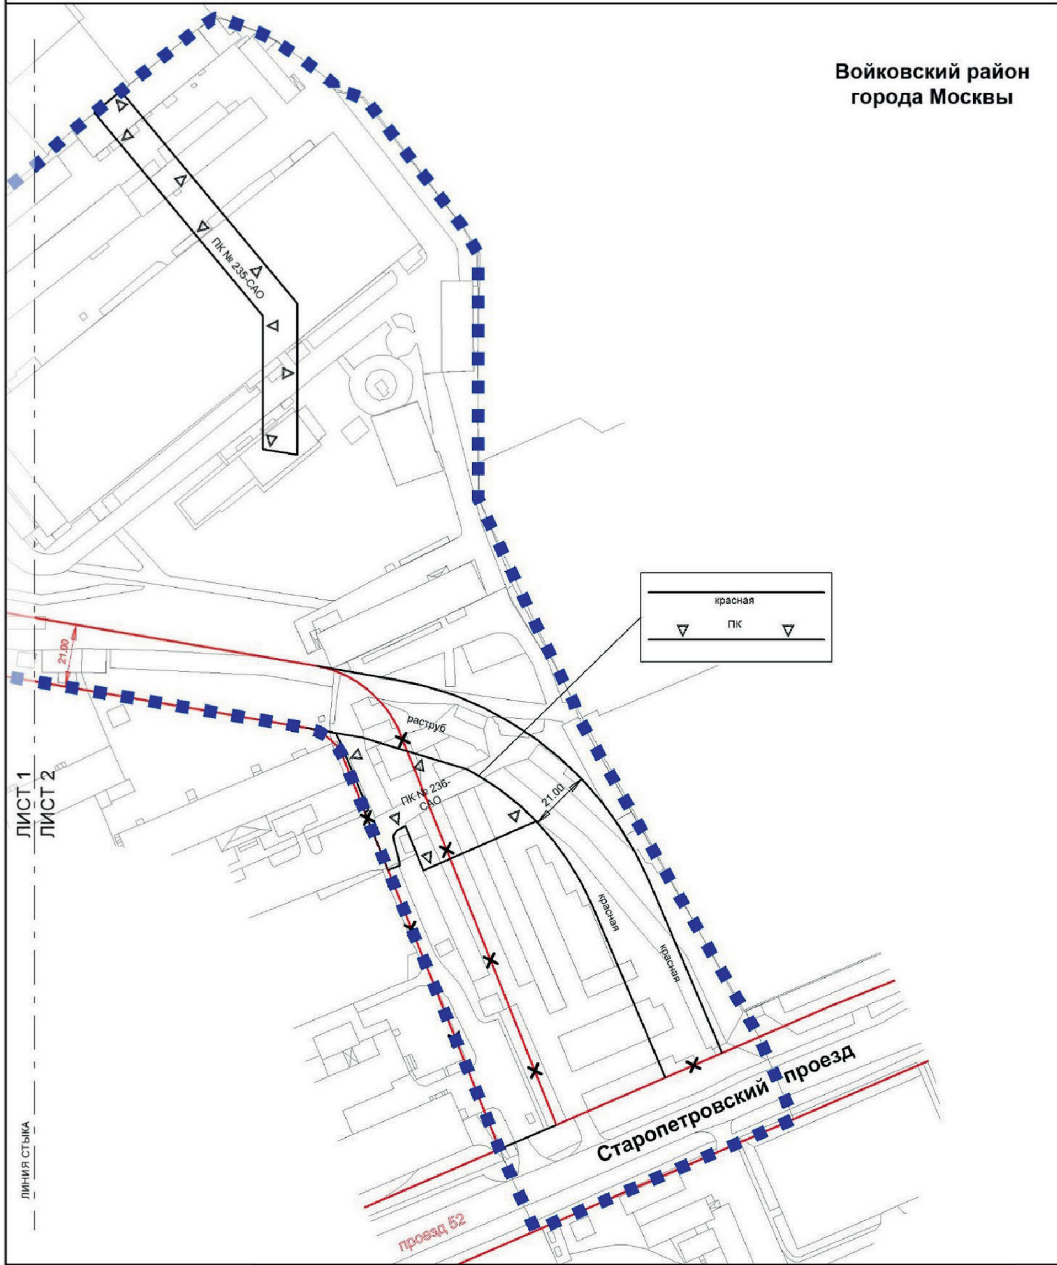 Войковский район
города Москвы
ПК № 235-САО
красная
ПК
21.00
раструб
ПК № 236-
САО
21.00
ЛИСТ 1
ЛИСТ 2
красная
красная
Старопетровский проезд
ЛИНИЯ СТЫКА
проезд 52